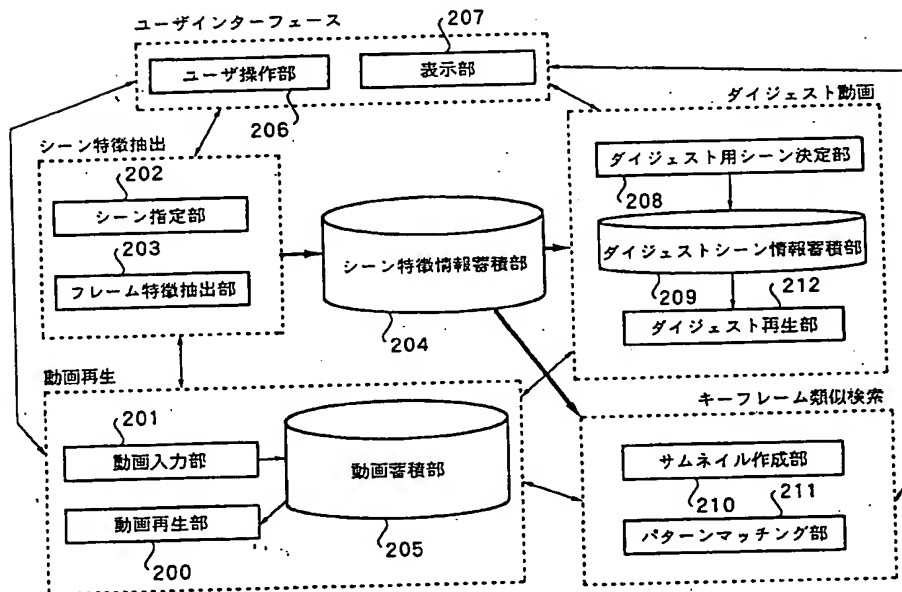 ユーザインターフェース
207
ユーザ操作部
表示部
206
ダイジェスト動画
シーン特徴抽出
202
シーン指定部
203
フレーム特徴抽出部
シーン特徴情報蓄積部
204
ダイジェスト用シーン決定部
208
ダイジェストシーン情報蓄積部
209
212
ダイジェスト再生部
動画再生
201
動画入力部
動画再生部
200
動画蓄積部
205
キーフレーム類似検索
サムネイル作成部
210
211
パターンマッチング部